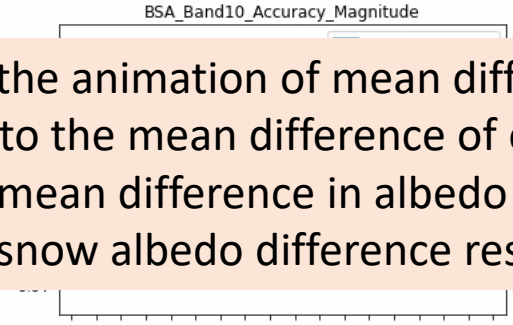 BSA_Band10_Accuracy_Magnitude
the animation of mean diff
to the mean difference of
mean difference in albedo
snow albedo difference res